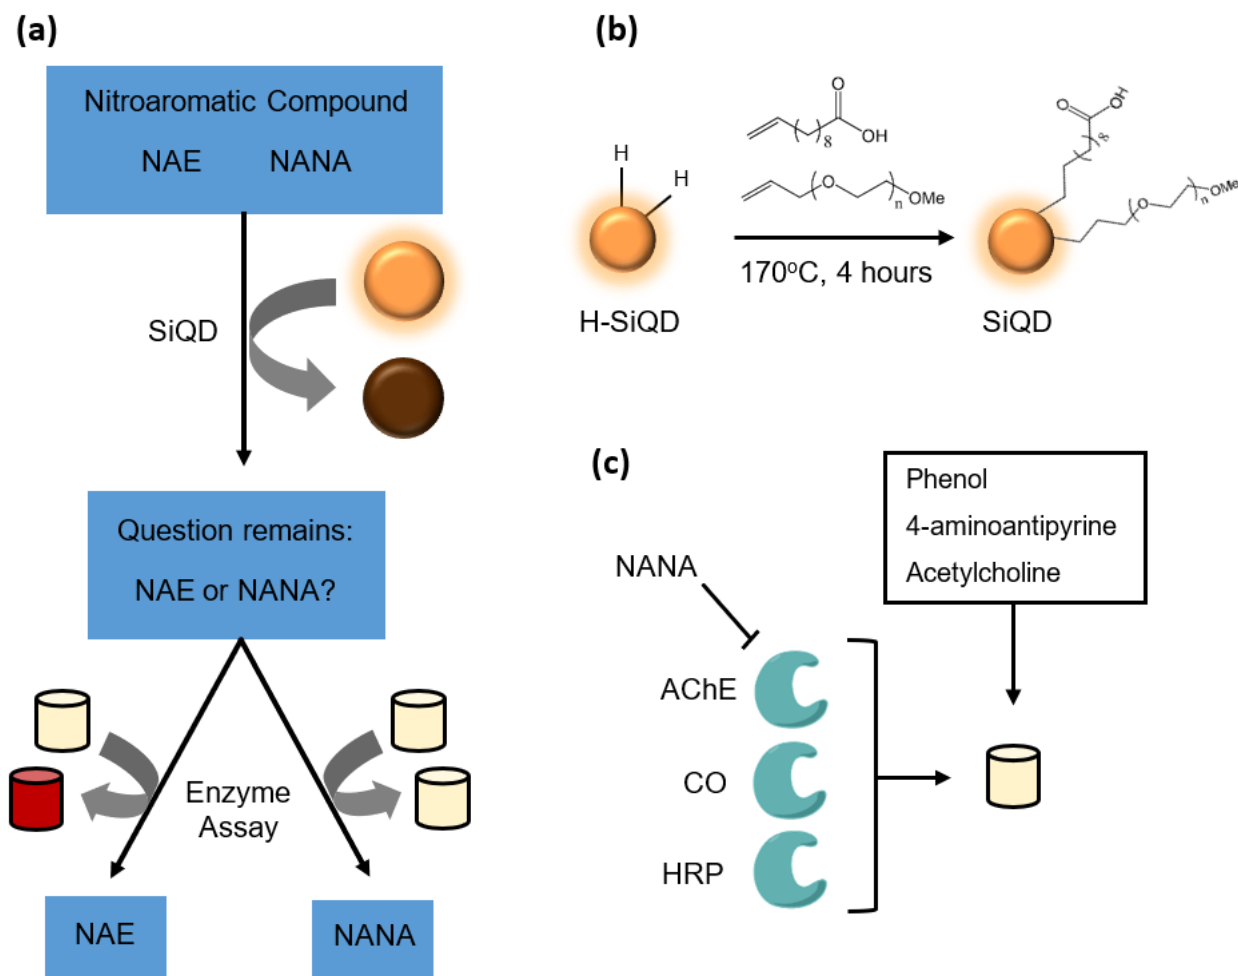 (a)
Nitroaromatic Compound
NAE NANA
SiQD
Question remains:
NAE or NANA?
Enzyme
Assay
NAE
NANA
(b)
H
H
H-SiQD
O
OH
8
O
n
OMe
170°C, 4 hours
O
OH
8
O
n
OMe
SiQD
(c)
Phenol
4-aminoantipyrine
Acetylcholine
NANA
AChE
CO
HRP